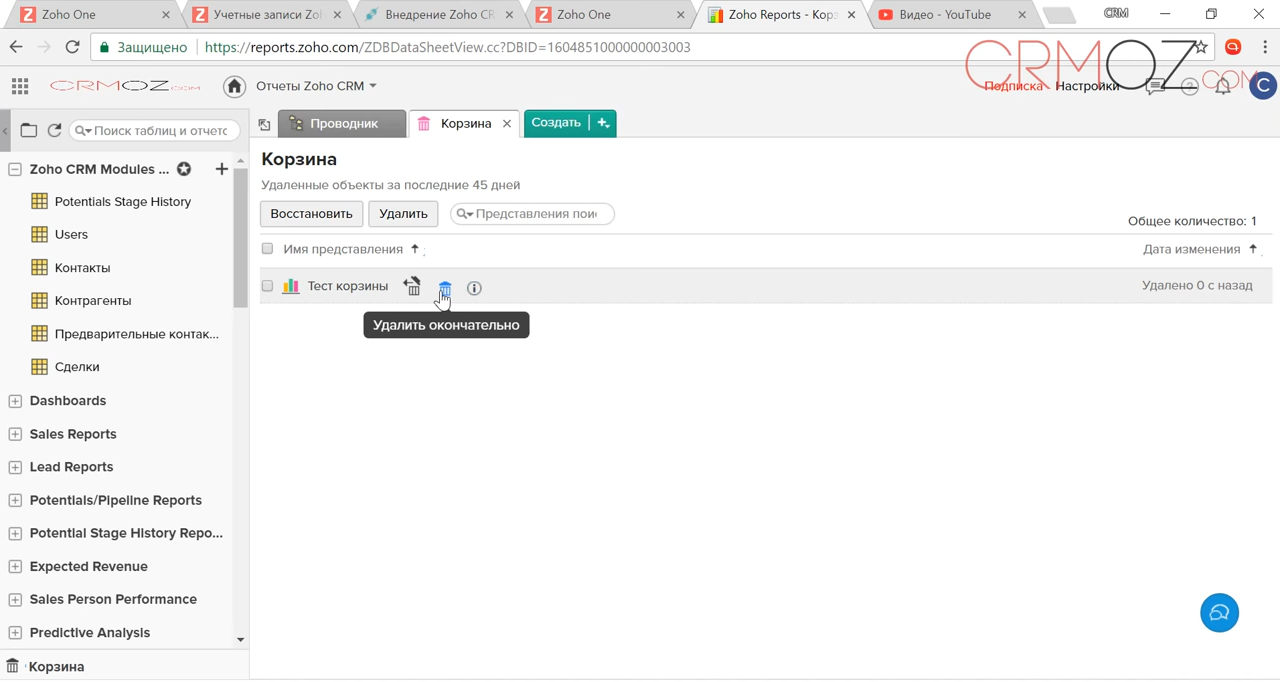 Zoho One
Учетные записи Zol
Внедрение Zoho CR
Zoho One
Zoho Reports - Корз
Видео - YouTube
CRM
Защищено
https://reports.zoho.com/ZDBDataSheetView.cc?DBID=1604851000000003003
CRMOZ.COM
CRMOZ.COM
Отчеты Zoho CRM
Подписка
Настройки
C
Поиск таблиц и отчетс
Проводник
Корзина
Создать
Zoho CRM Modules ...
Potentials Stage History
Users
Контакты
Контрагенты
Предварительные контак...
Сделки
Dashboards
Sales Reports
Lead Reports
Potentials/Pipeline Reports
Potential Stage History Repo...
Expected Revenue
Sales Person Performance
Predictive Analysis
Корзина
Корзина
Удаленные объекты за последние 45 дней
Восстановить
Удалить
Представления пои
Общее количество: 1
Имя представления
Дата изменения
Тест корзины
Удалено 0 с назад
Удалить окончательно